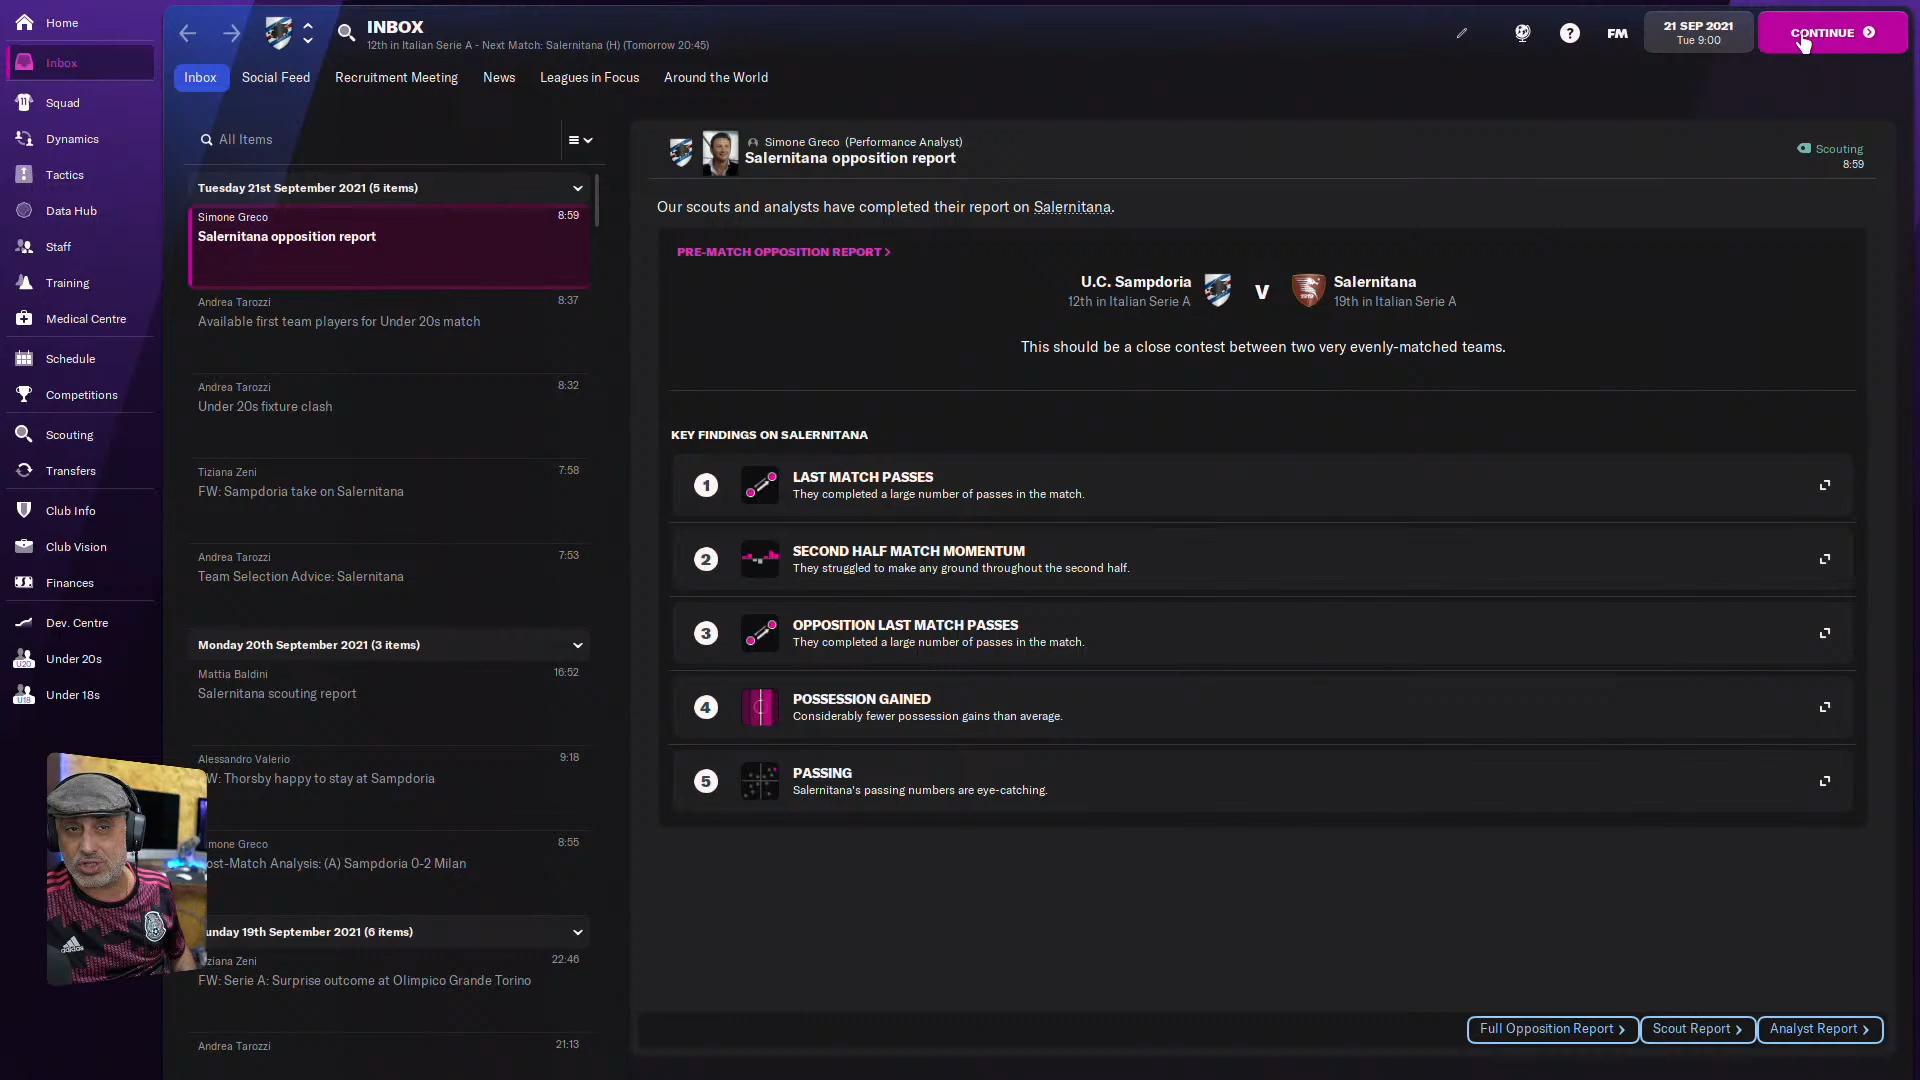 Home
Inbox
Squad
Dynamics
Tactics
Data Hub
Staff
Training
Medical Centre
Schedule
Competitions
Scouting
Transfers
Club Info
Club Vision
Finances
Dev. Centre
Under 20s
Under 18s
INBOX
12th in Italian Serie A - Next Match: Salernitana (H) (Tomorrow 20:45)
FM
21 SEP 2021
Tue 9:00
CONTINUE
Inbox
Social Feed
Recruitment Meeting
News
Leagues in Focus
Around the World
All Items
Tuesday 21st September 2021 (5 items)
Simone Greco 8:59
Salernitana opposition report
Andrea Tarozzi 8:37
Available first team players for Under 20s match
Andrea Tarozzi 8:32
Under 20s fixture clash
Tiziana Zeni 7:58
FW: Sampdoria take on Salernitana
Andrea Tarozzi 7:53
Team Selection Advice: Salernitana
Monday 20th September 2021 (3 items)
Mattia Baldini 16:52
Salernitana scouting report
Alessandro Valerio 9:18
W: Thorsby happy to stay at Sampdoria
mone Greco 8:55
ost-Match Analysis: (A) Sampdoria 0-2 Milan
unday 19th September 2021 (6 items)
ziana Zeni 22:46
FW: Serie A: Surprise outcome at Olimpico Grande Torino
Andrea Tarozzi 21:13
Simone Greco (Performance Analyst)
Salernitana opposition report
Scouting
8:59
Our scouts and analysts have completed their report on Salernitana.
PRE-MATCH OPPOSITION REPORT >
U.C. Sampdoria
12th in Italian Serie A
V
Salernitana
19th in Italian Serie A
This should be a close contest between two very evenly-matched teams.
KEY FINDINGS ON SALERNITANA
1
LAST MATCH PASSES
They completed a large number of passes in the match.
2
SECOND HALF MATCH MOMENTUM
They struggled to make any ground throughout the second half.
3
OPPOSITION LAST MATCH PASSES
They completed a large number of passes in the match.
4
POSSESSION GAINED
Considerably fewer possession gains than average.
5
PASSING
Salernitana's passing numbers are eye-catching.
Full Opposition Report >
Scout Report >
Analyst Report >
adidas
U20
U18
11
1919
?